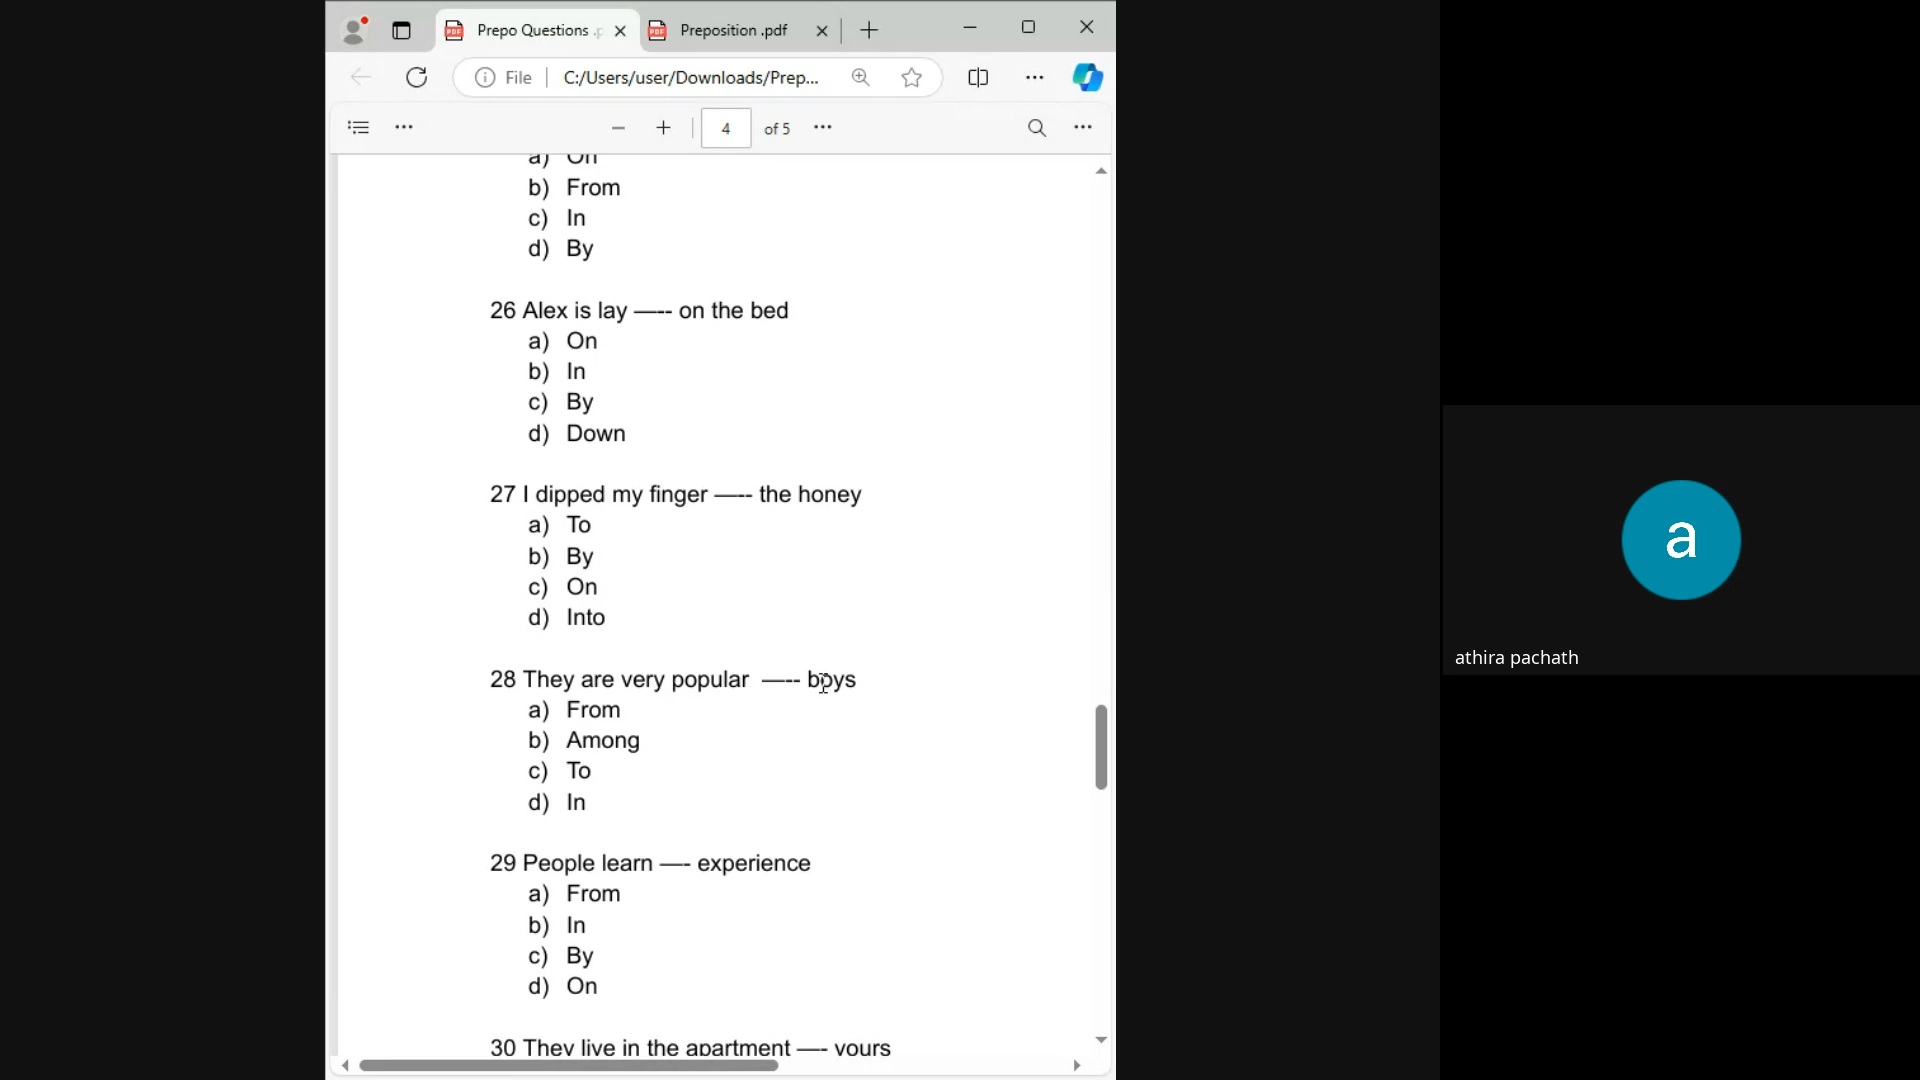 Prepo Questions .p
Preposition .pdf
File
C:/Users/user/Downloads/Prep...
4 of 5
a) On
b) From
c) In
d) By
26 Alex is lay —-- on the bed
a) On
b) In
c) By
d) Down
27 I dipped my finger —-- the honey
a) To
b) By
c) On
d) Into
28 They are very popular —-- boys
a) From
b) Among
c) To
d) In
29 People learn —- experience
a) From
b) In
c) By
d) On
30 They live in the apartment —- yours
a
athira pachath